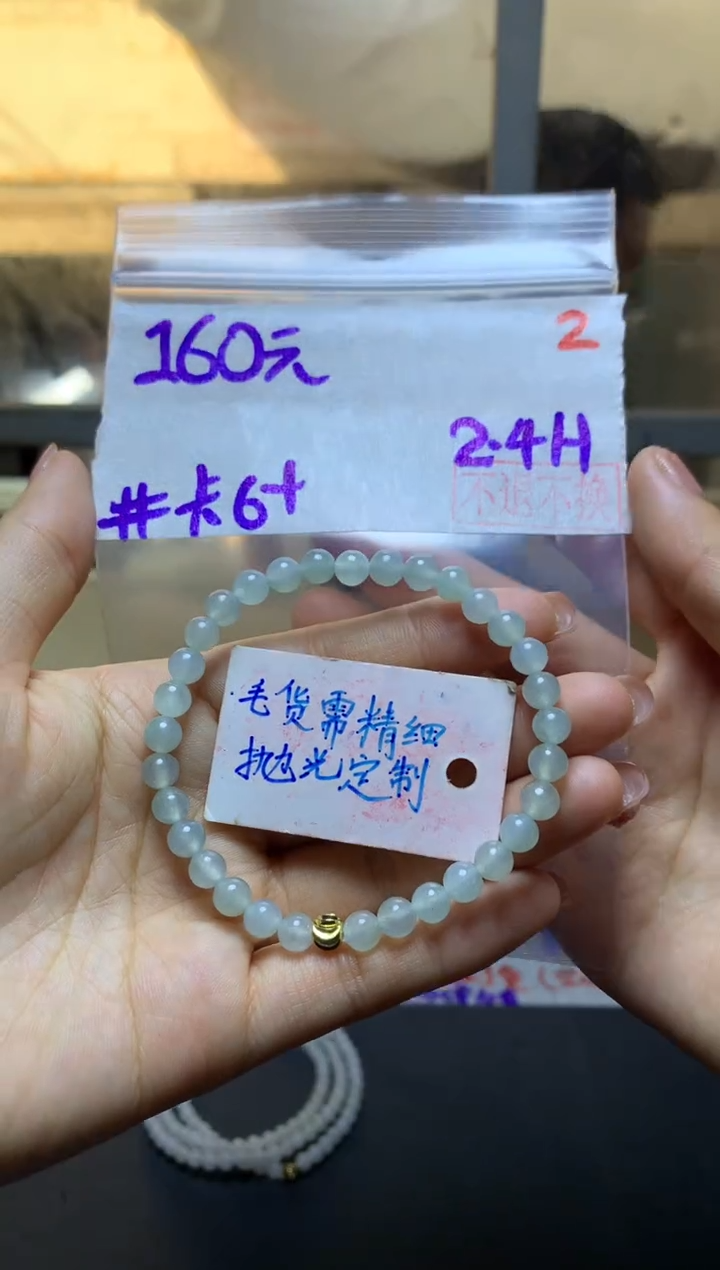 160元
2
2.4H
#卡6+
不退不换
毛货需精细
抛光定制